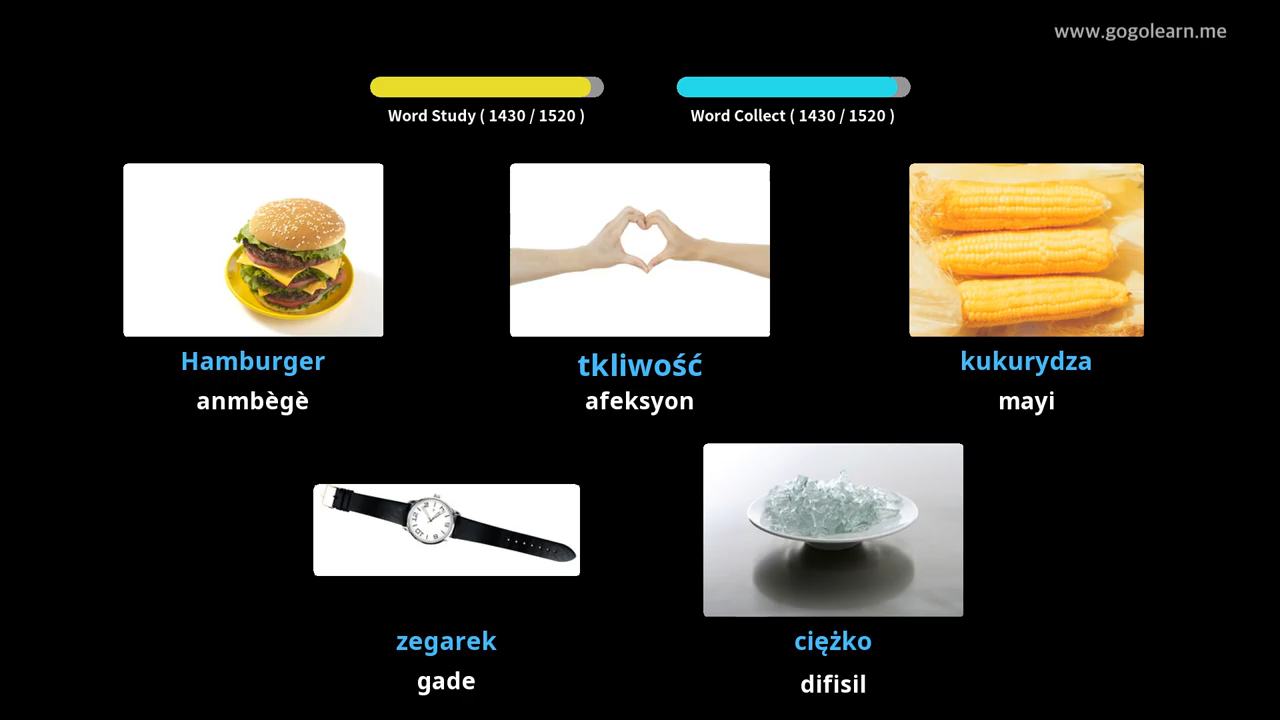 www.gogolearn.me
Word Study ( 1430 / 1520 )
Word Collect ( 1430 / 1520 )
Hamburger
anmbègè
tkliwość
afeksyon
kukurydza
mayi
zegarek
gade
ciężko
difisil